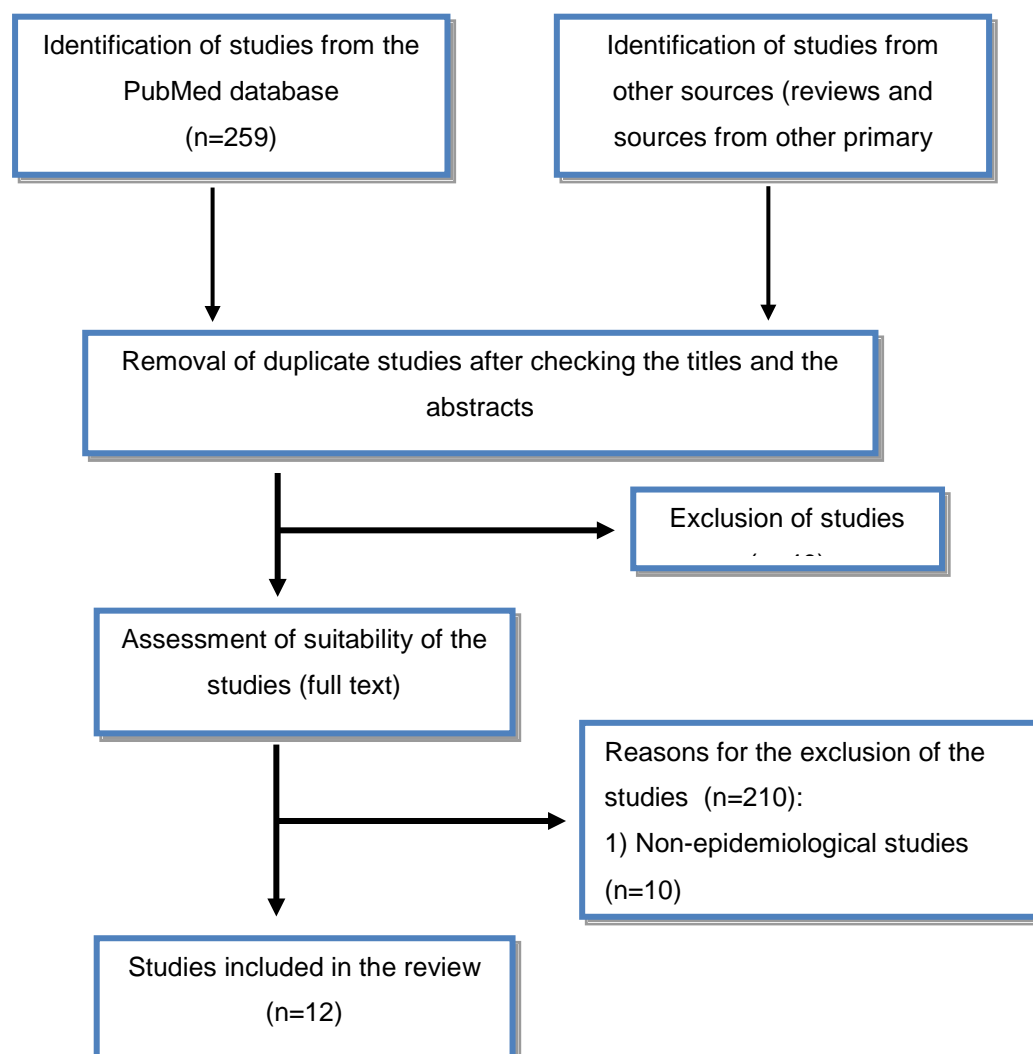 Identification of studies from the
PubMed database
(n=259)
Identification of studies from
other sources (reviews and
sources from other primary
Removal of duplicate studies after checking the titles and the
abstracts
Exclusion of studies
Assessment of suitability of the
studies (full text)
Reasons for the exclusion of the
studies (n=210):
1) Non-epidemiological studies
(n=10)
Studies included in the review
(n=12)